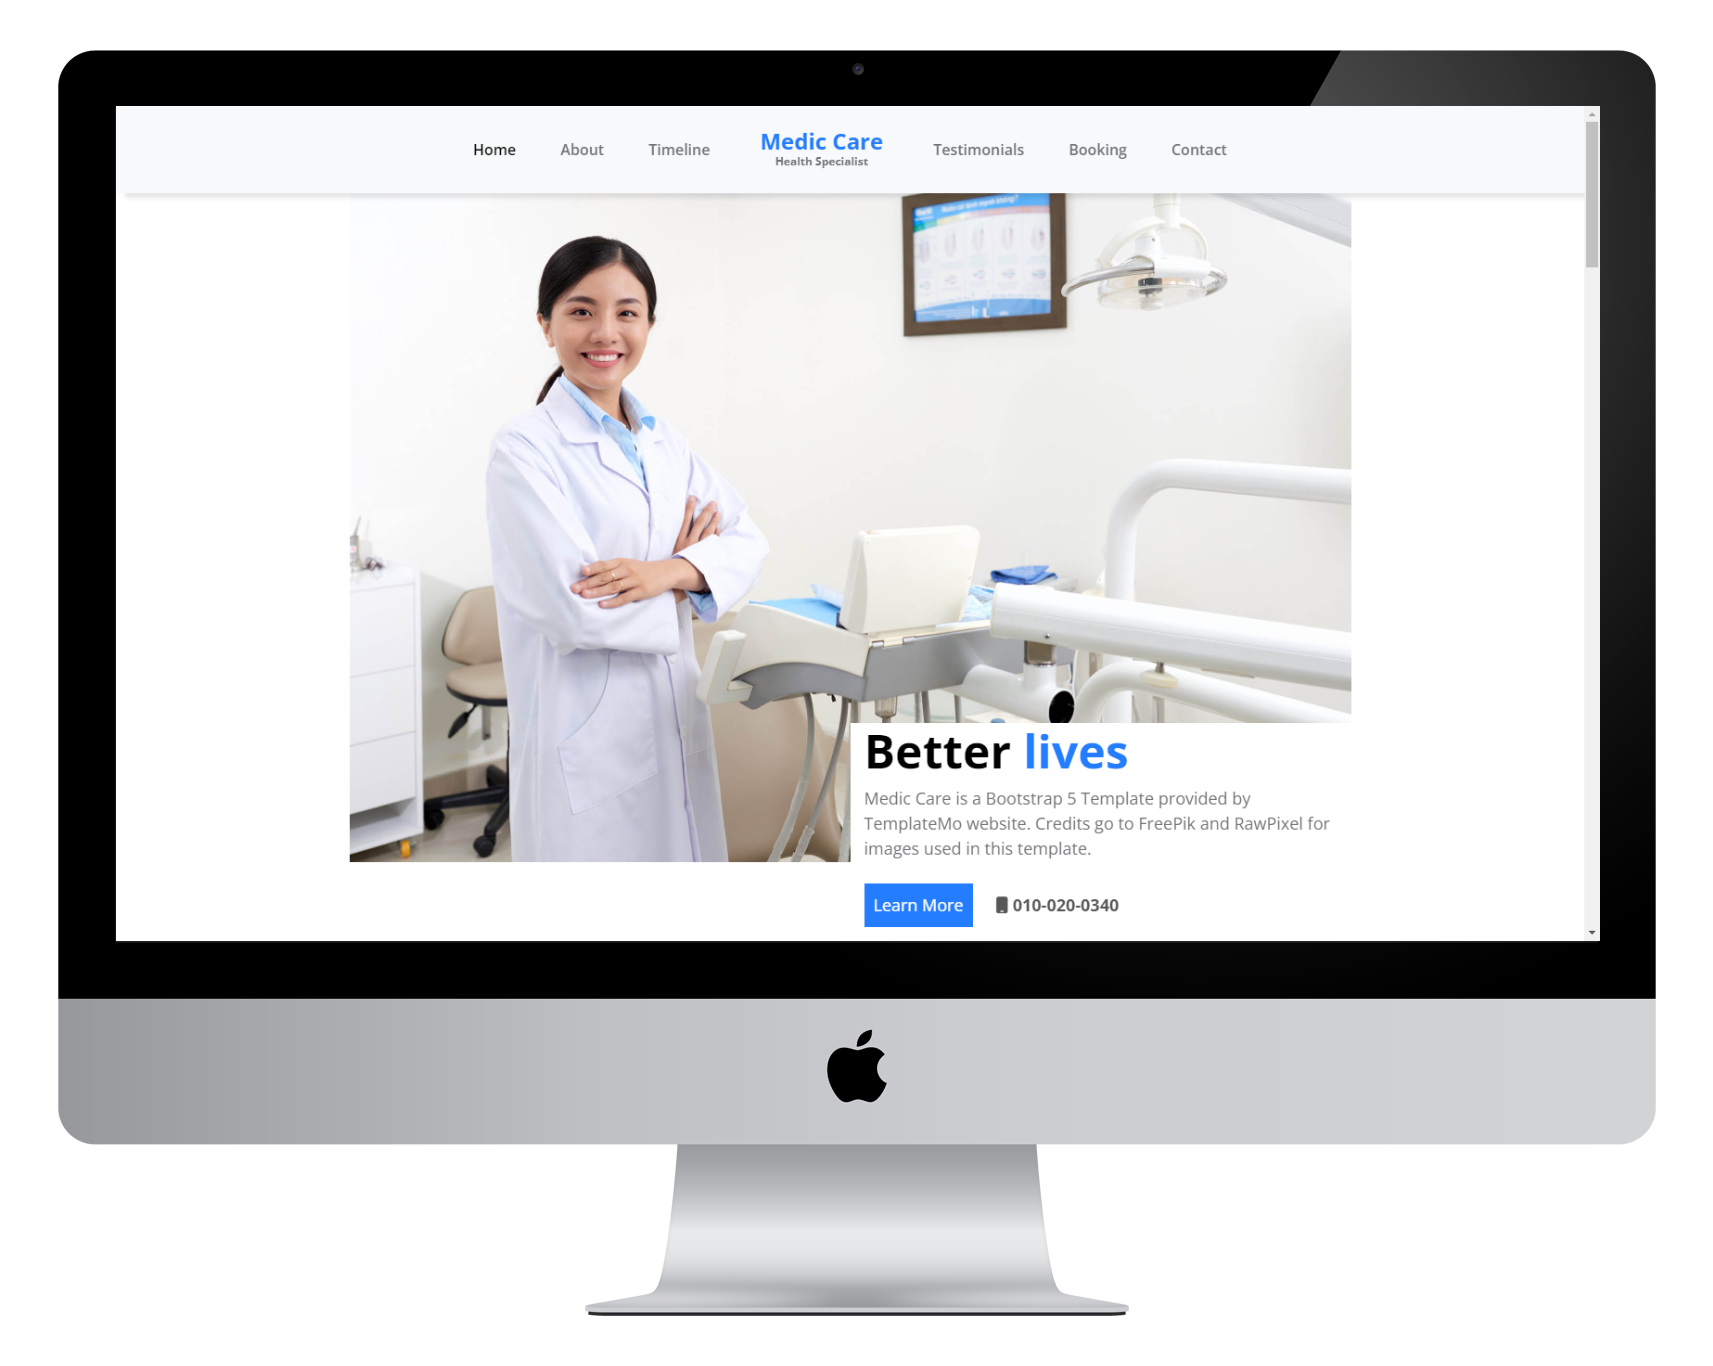 Home
About
Timeline
Medic Care
Health Specialist
Testimonials
Booking
Contact
Better lives
Medic Care is a Bootstrap 5 Template provided by
TemplateMo website. Credits go to FreePik and RawPixel for
images used in this template.
Learn More
010-020-0340